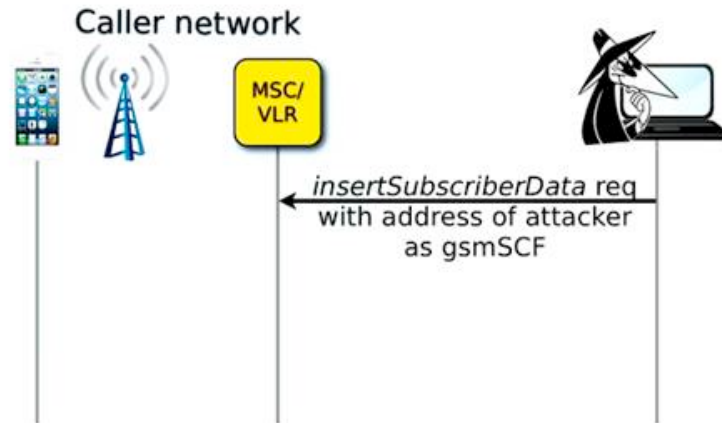 Caller network
MSC/
VLR
insertSubscriberData req
with address of attacker
as gsmSCF